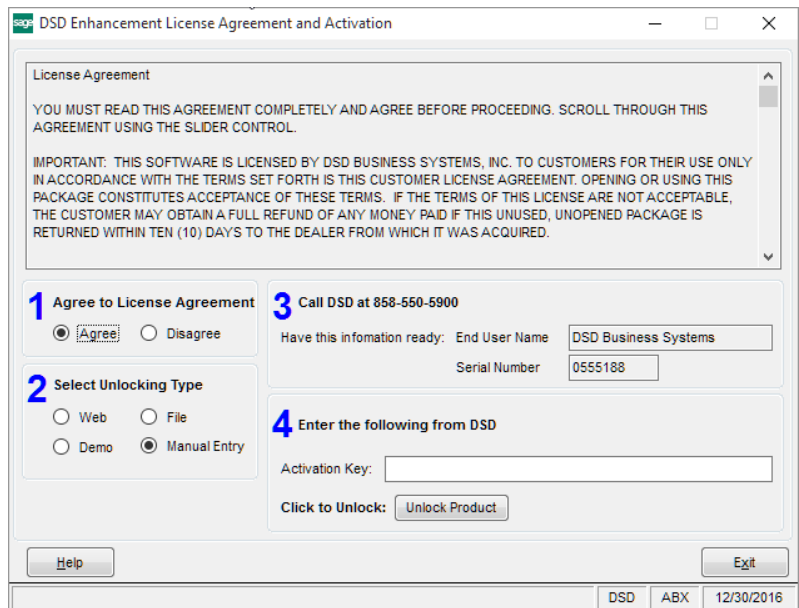 sage DSD Enhancement License Agreement and Activation
License Agreement
YOU MUST READ THIS AGREEMENT COMPLETELY AND AGREE BEFORE PROCEEDING. SCROLL THROUGH THIS
AGREEMENT USING THE SLIDER CONTROL.
IMPORTANT: THIS SOFTWARE IS LICENSED BY DSD BUSINESS SYSTEMS, INC. TO CUSTOMERS FOR THEIR USE ONLY
IN ACCORDANCE WITH THE TERMS SET FORTH IS THIS CUSTOMER LICENSE AGREEMENT. OPENING OR USING THIS
PACKAGE CONSTITUTES ACCEPTANCE OF THESE TERMS. IF THE TERMS OF THIS LICENSE ARE NOT ACCEPTABLE,
THE CUSTOMER MAY OBTAIN A FULL REFUND OF ANY MONEY PAID IF THIS UNUSED, UNOPENED PACKAGE IS
RETURNED WITHIN TEN (10) DAYS TO THE DEALER FROM WHICH IT WAS ACQUIRED.
1 Agree to License Agreement
Agree Disagree
2 Select Unlocking Type
Web File
Demo Manual Entry
3 Call DSD at 858-550-5900
Have this infomation ready: End User Name DSD Business Systems
Serial Number 0555188
4 Enter the following from DSD
Activation Key:
Click to Unlock: Unlock Product
Help Exit
DSD ABX 12/30/2016